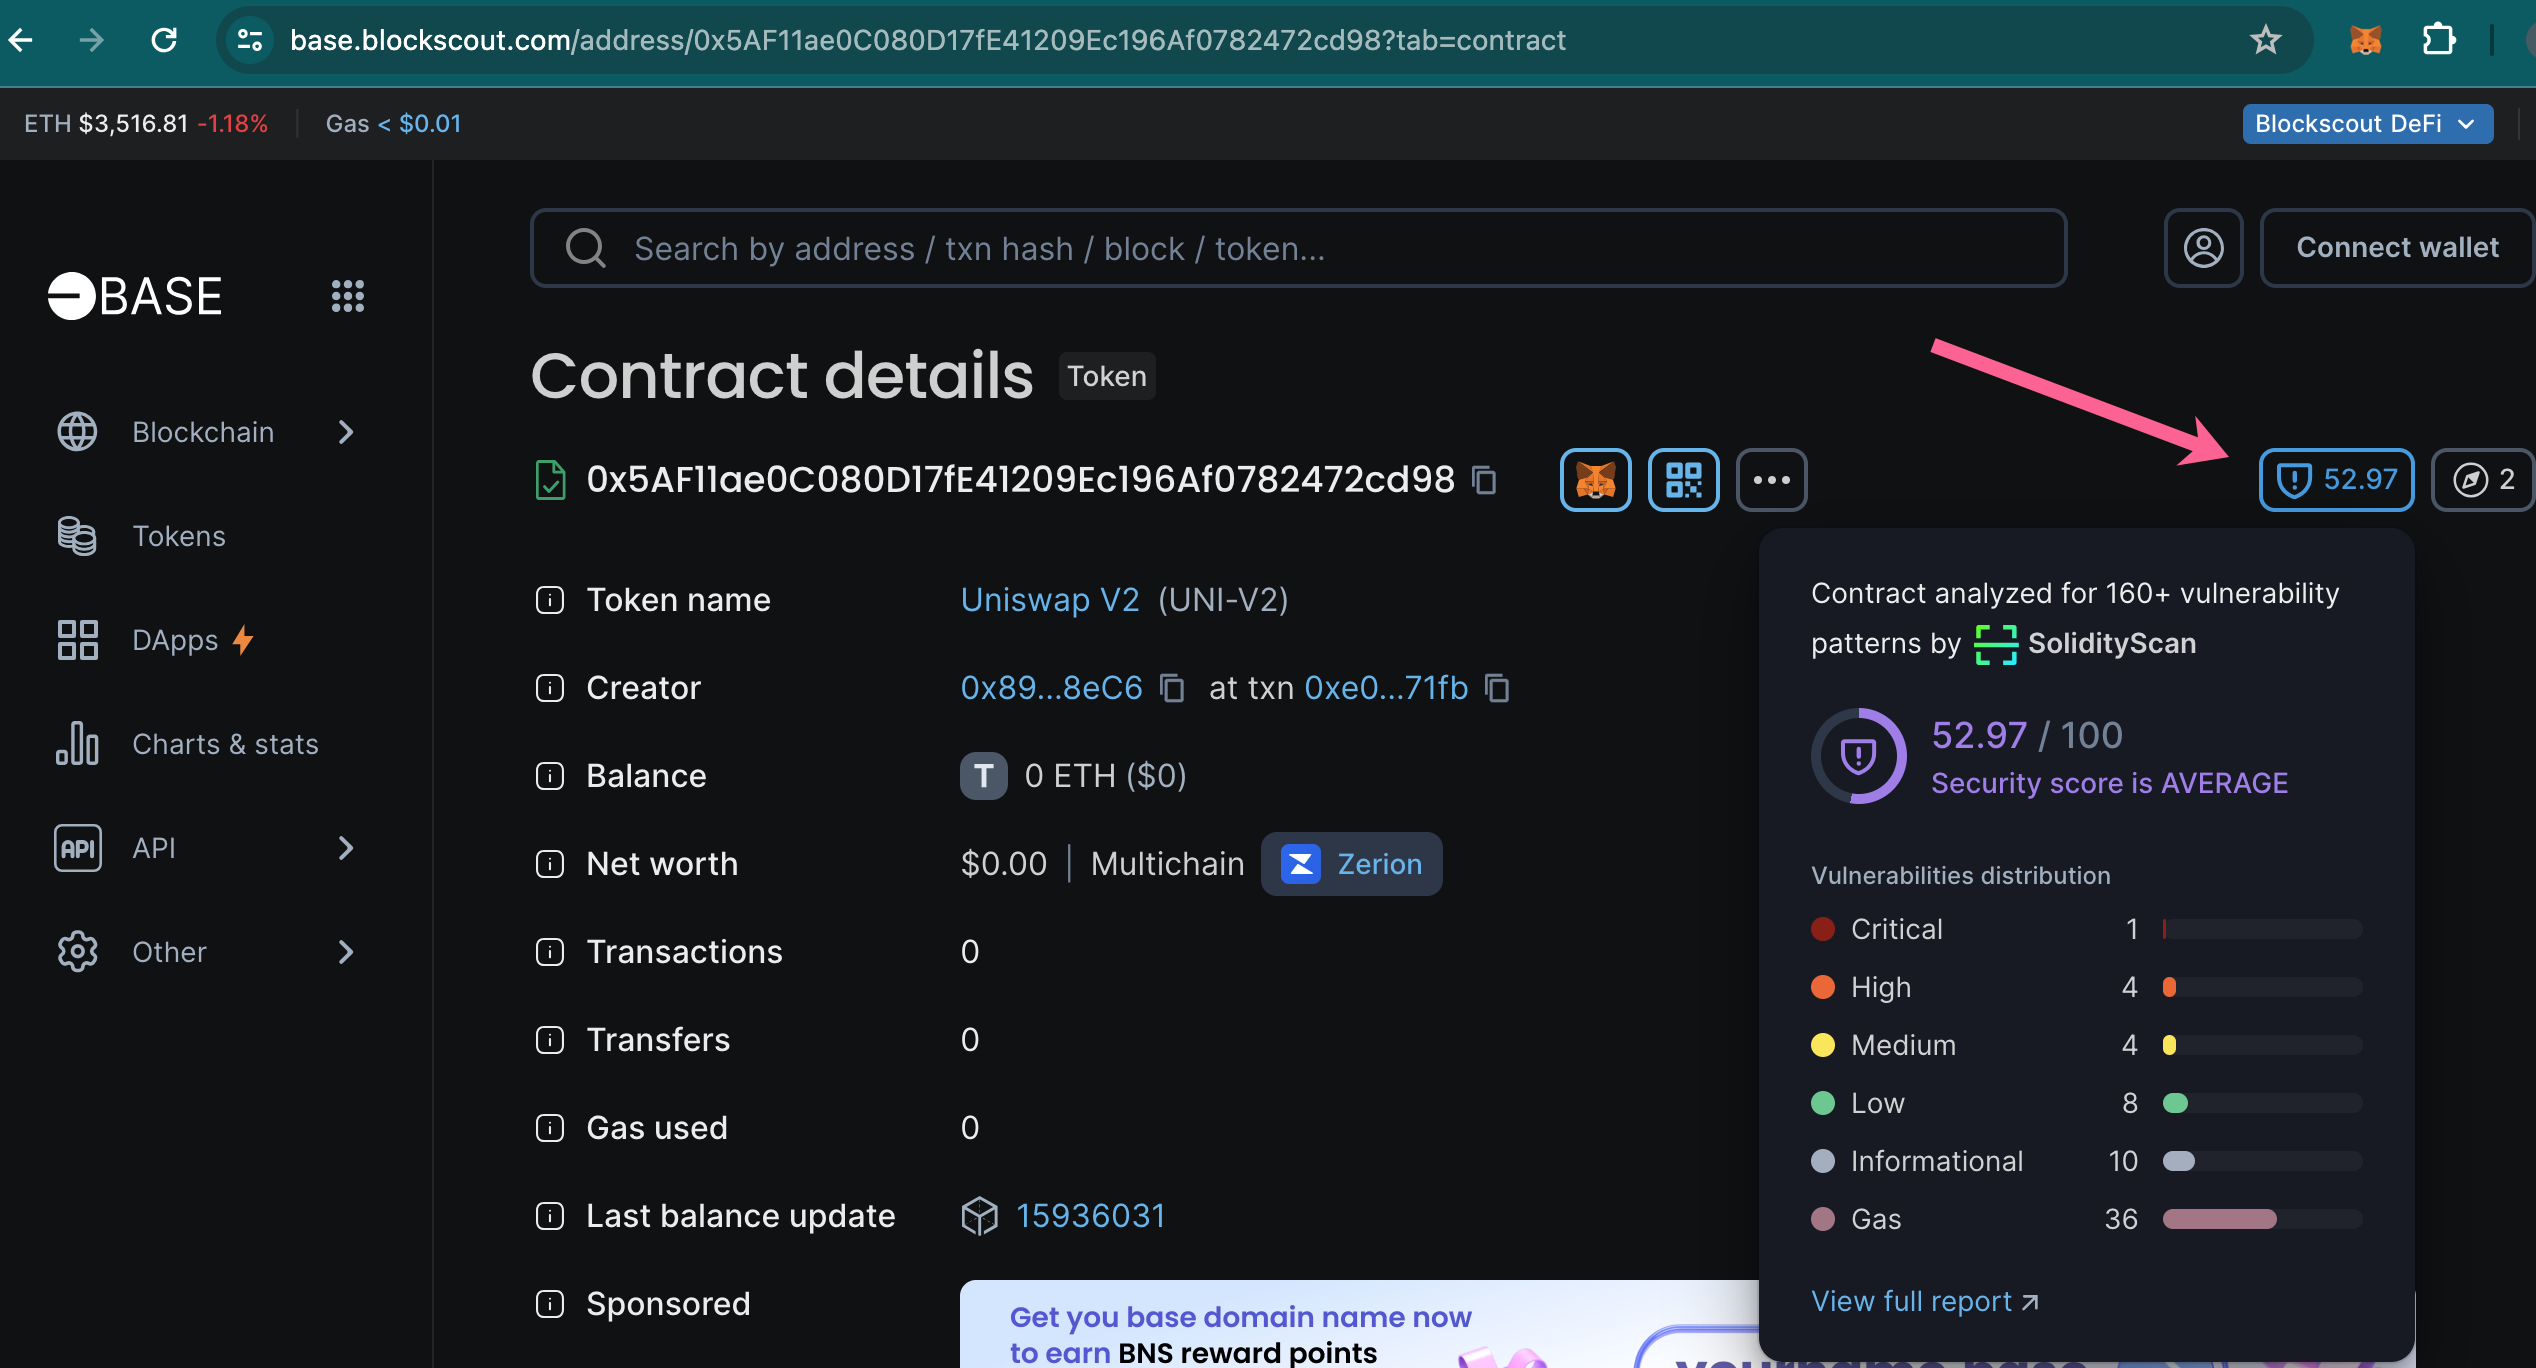 base.blockscout.com/address/0x5AF11ae0C080D17fE41209Ec196Af0782472cd98?tab=contract
ETH $3,516.81 -1.18% Gas < $0.01
Blockscout DeFi
BASE
Search by address / txn hash / block / token...
Connect wallet
Blockchain
Tokens
DApps
Charts & stats
API API
Other
Contract details Token
0x5AF11ae0C080D17fE41209Ec196Af0782472cd98
52.97
2
Token name Uniswap V2 (UNI-V2)
Creator 0x89...8eC6 at txn 0xe0...71fb
Balance T 0 ETH ($0)
Net worth $0.00 | Multichain Zerion
Transactions 0
Transfers 0
Gas used 0
Last balance update 15936031
Sponsored
Get you base domain name now
to earn BNS reward points
Contract analyzed for 160+ vulnerability
patterns by SolidityScan
52.97 / 100
Security score is AVERAGE
Vulnerabilities distribution
Critical 1
High 4
Medium 4
Low 8
Informational 10
Gas 36
View full report